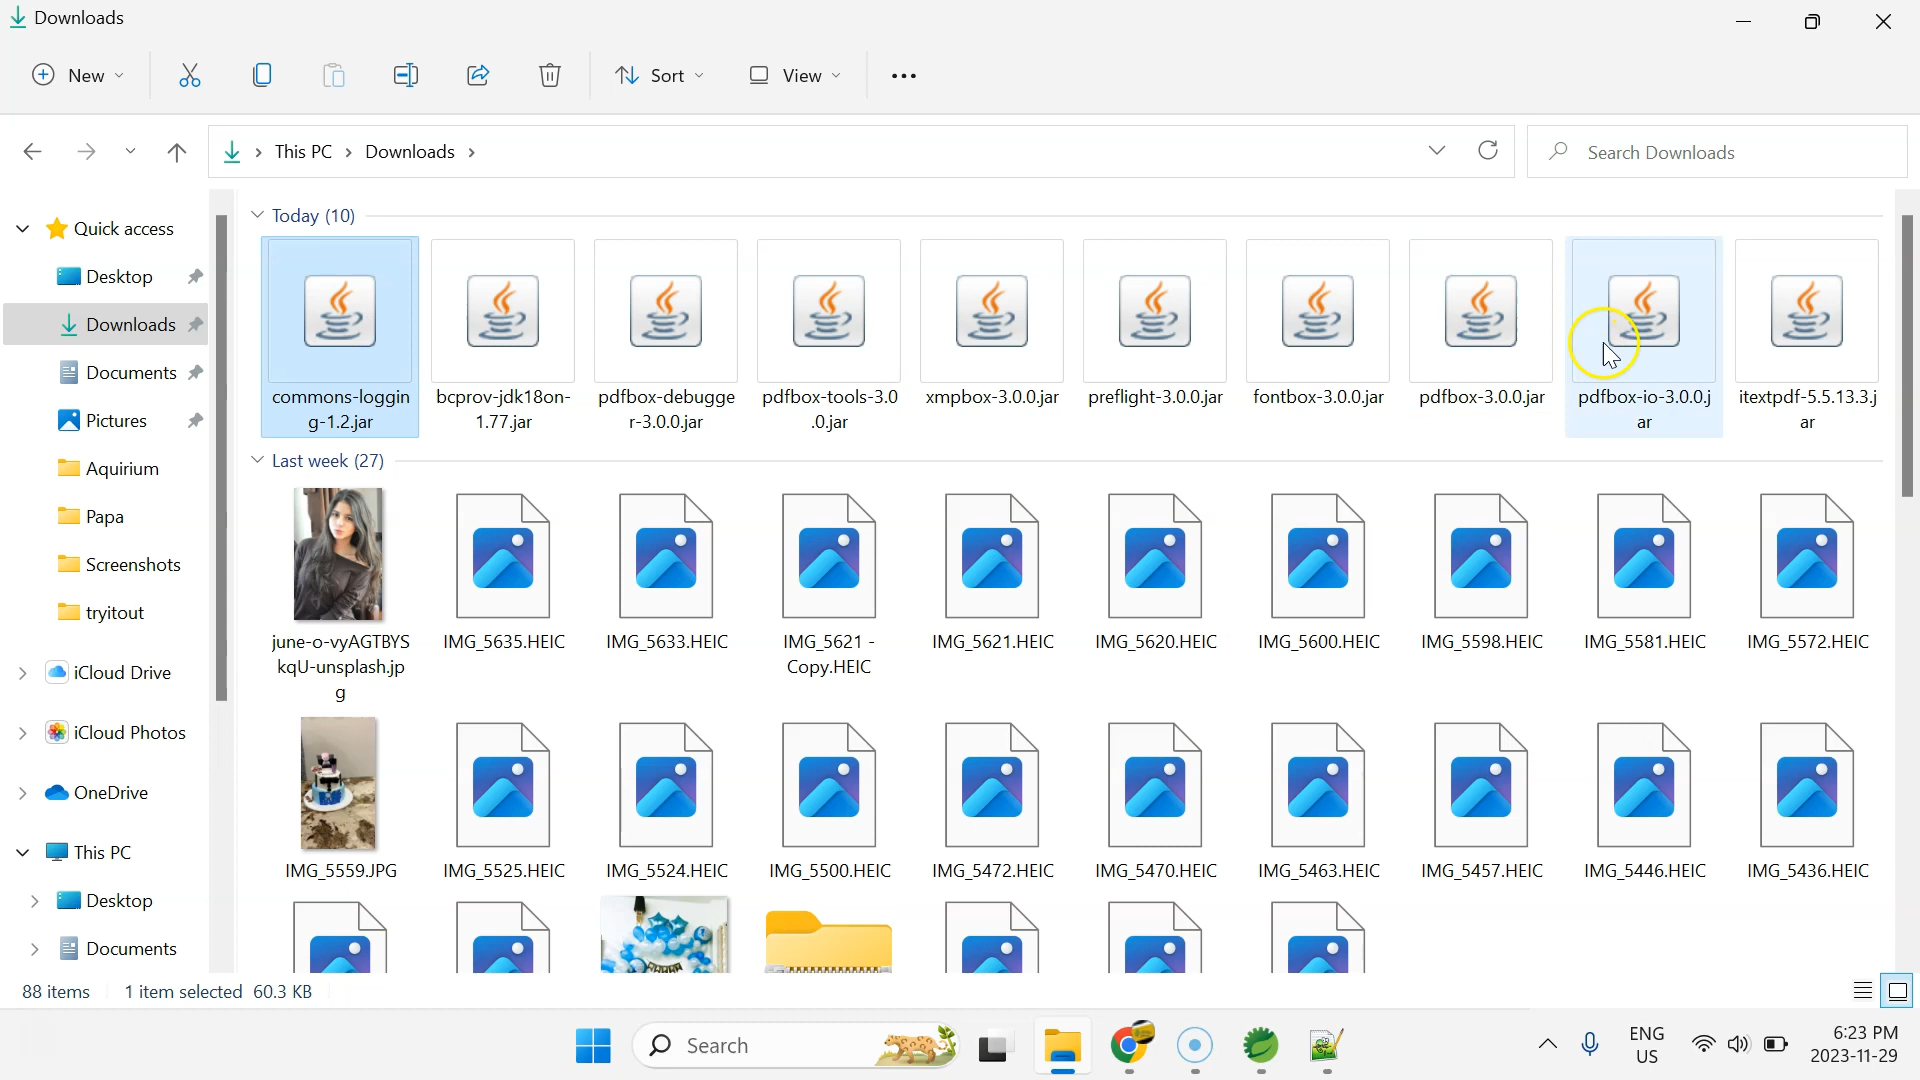 Downloads
New
Sort
View
This PC
Downloads
Search Downloads
Quick access
Desktop
Downloads
Documents
Pictures
Aquirium
Papa
Screenshots
tryitout
iCloud Drive
iCloud Photos
OneDrive
This PC
Desktop
Documents
Today (10)
commons-loggin
g-1.2.jar
bcprov-jdk18on-
1.77.jar
pdfbox-debugge
r-3.0.0.jar
pdfbox-tools-3.0
.0.jar
xmpbox-3.0.0.jar
preflight-3.0.0.jar
fontbox-3.0.0.jar
pdfbox-3.0.0.jar
pdfbox-io-3.0.0.j
ar
itextpdf-5.5.13.3.j
ar
Last week (27)
june-o-vyAGTBYS
kqU-unsplash.jp
g
IMG_5635.HEIC
IMG_5633.HEIC
IMG_5621 -
Copy.HEIC
IMG_5621.HEIC
IMG_5620.HEIC
IMG_5600.HEIC
IMG_5598.HEIC
IMG_5581.HEIC
IMG_5572.HEIC
IMG_5559.JPG
IMG_5525.HEIC
IMG_5524.HEIC
IMG_5500.HEIC
IMG_5472.HEIC
IMG_5470.HEIC
IMG_5463.HEIC
IMG_5457.HEIC
IMG_5446.HEIC
IMG_5436.HEIC
88 items
1 item selected 60.3 KB
Search
ENG
US
6:23 PM
2023-11-29